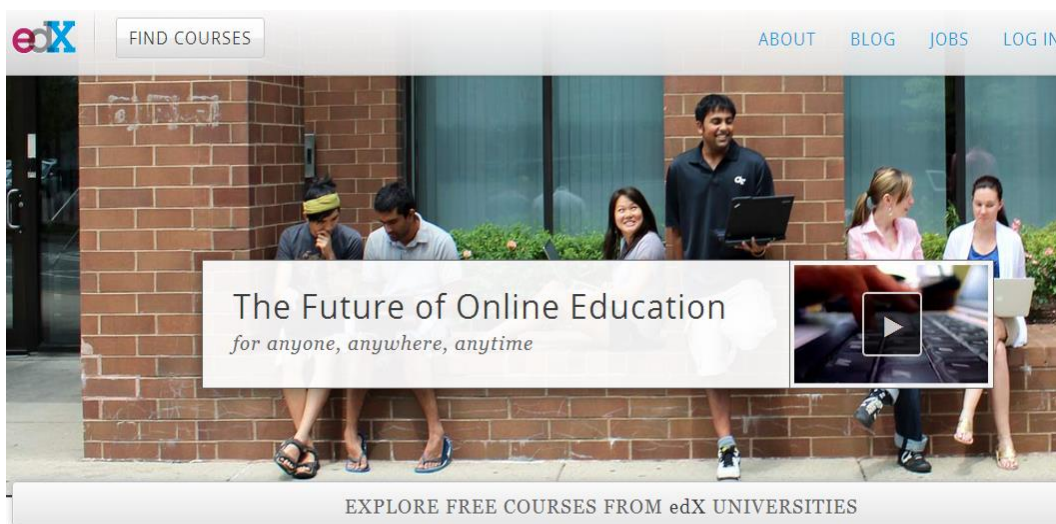 edX
FIND COURSES
ABOUT
BLOG
JOBS
LOG IN
The Future of Online Education
for anyone, anywhere, anytime
EXPLORE FREE COURSES FROM edX UNIVERSITIES